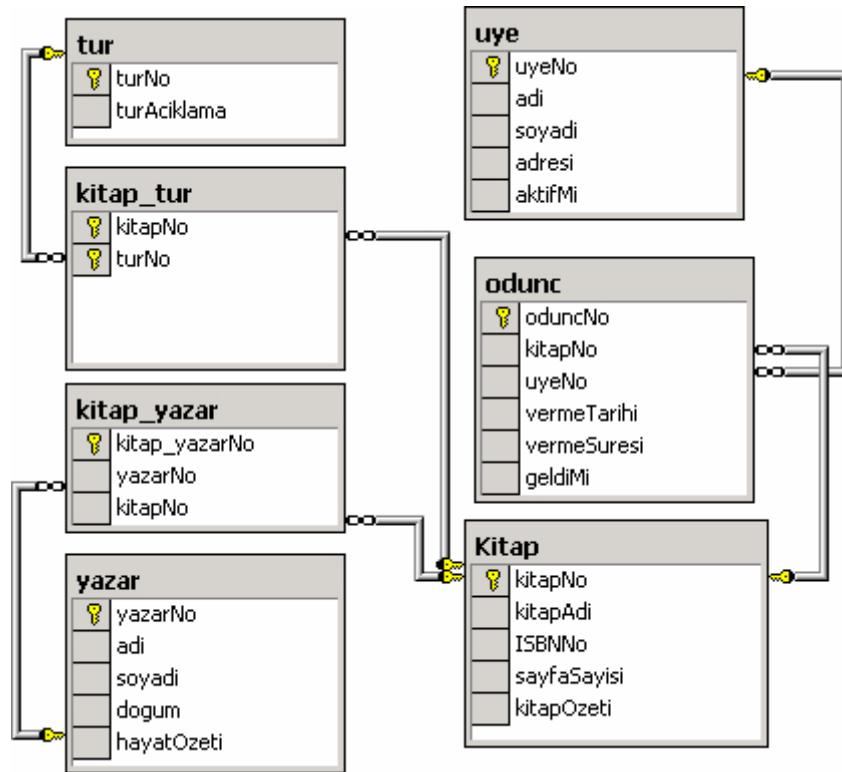 tur
turNo
turAciklama
kitap_tur
kitapNo
turNo
kitap_yazar
kitap_yazarNo
yazarNo
kitapNo
yazar
yazarNo
adi
soyadi
dogum
hayatOzeti
uye
uyeNo
adi
soyadi
adresi
aktifMi
odunc
oduncNo
kitapNo
uyeNo
vermeTarihi
vermeSuresi
geldiMi
Kitap
kitapNo
kitapAdi
ISBNNo
sayfaSayisi
kitapOzeti